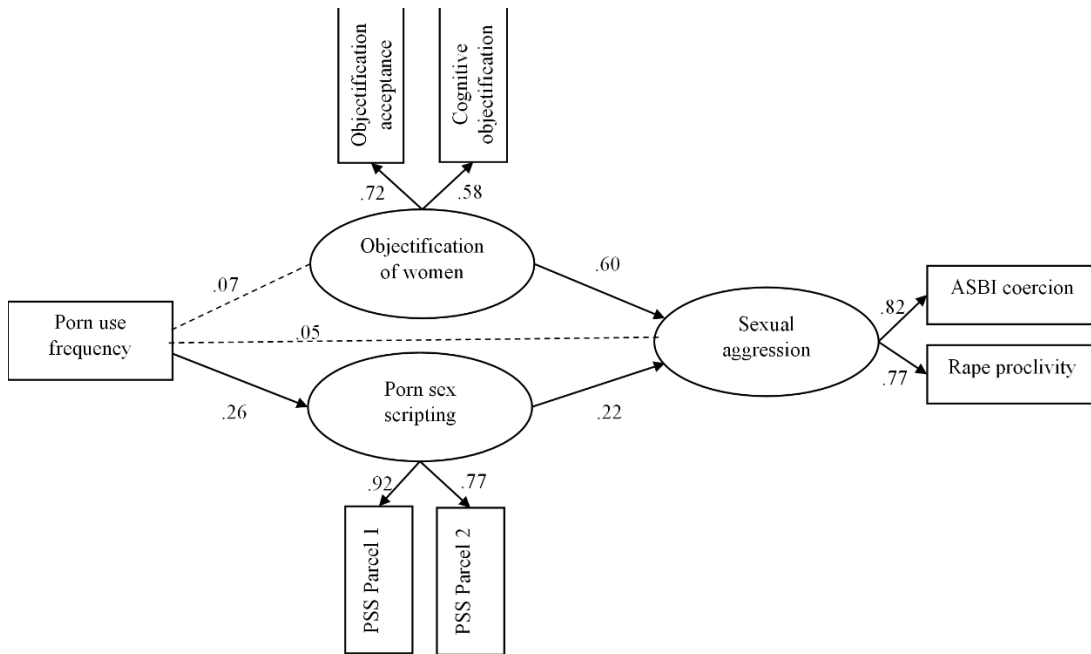 Objectification
acceptance
Cognitive
objectification
.72
.58
Objectification
of women
.07
.60
Porn use
frequency
.05
Sexual
aggression
ASBI coercion
.82
Rape proclivity
.77
.26
Porn sex
scripting
.22
.92
.77
PSS Parcel 1
PSS Parcel 2